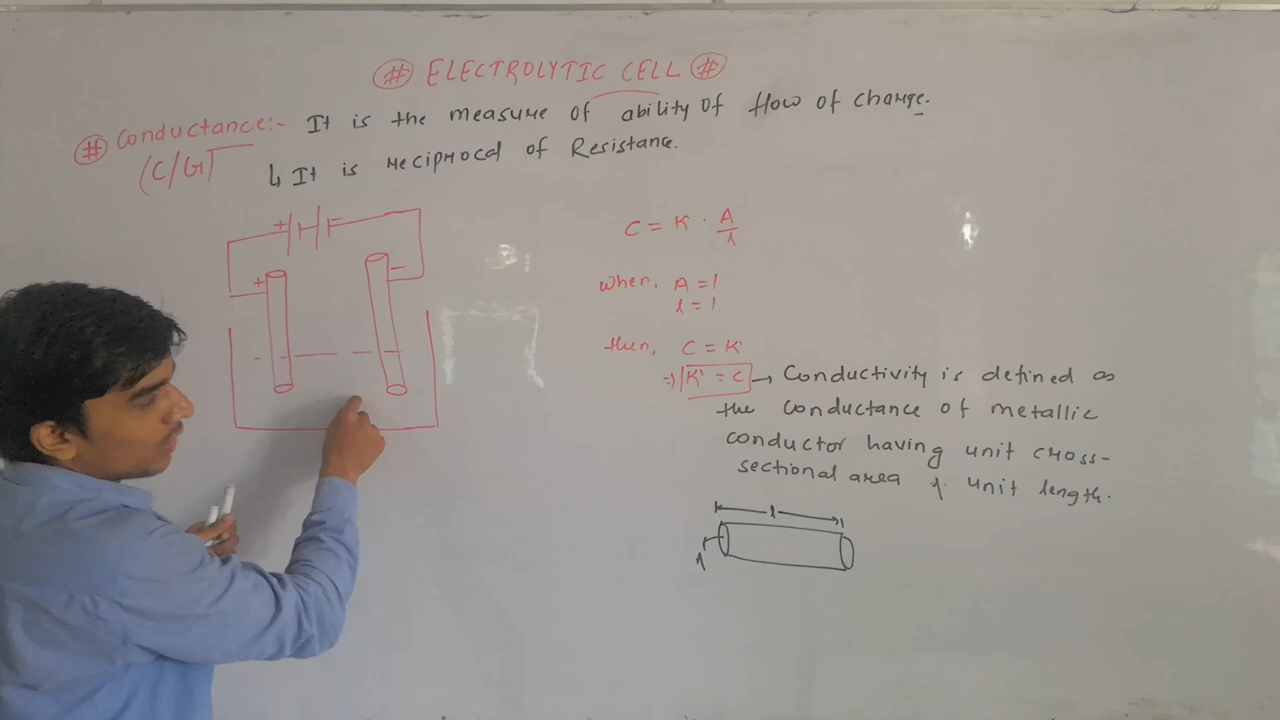 # ELECTROLYTIC CELL #
# Conductance:- It is the measure of ability of flow of charge.
(C/G)
↳ It is reciprocal of Resistance.
+ =
+ -
C = K · A/l
when, A = 1
l = 1
then, C = K
=) K = C → Conductivity is defined as
the conductance of metallic
conductor having unit cross-
sectional area & unit length.
l
A